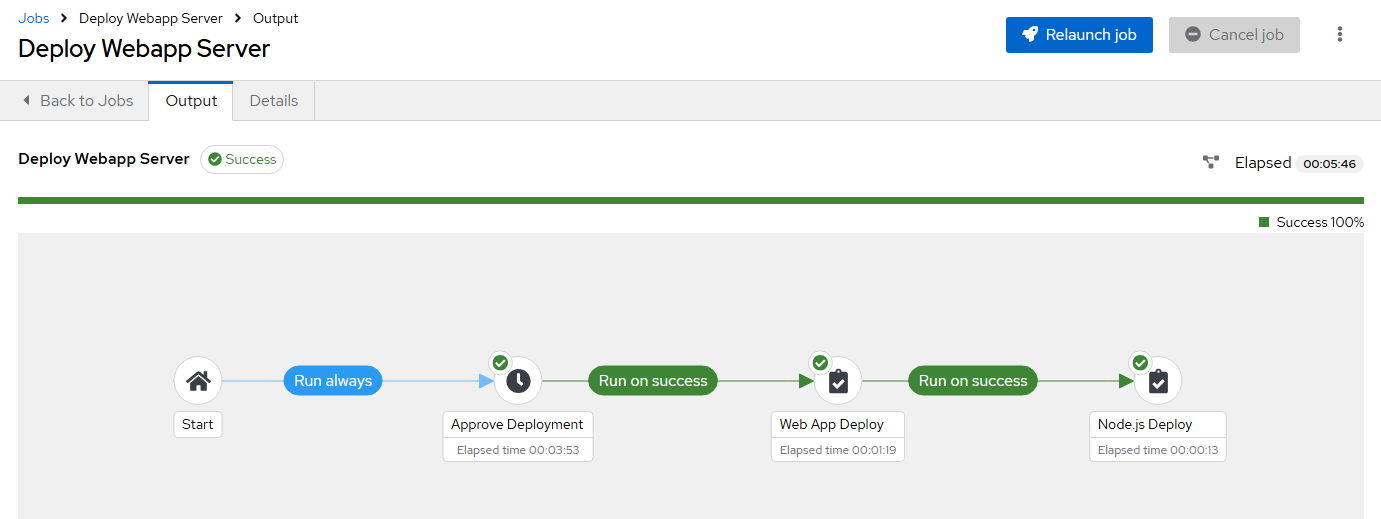 Jobs > Deploy Webapp Server > Output
Deploy Webapp Server
Relaunch job
Cancel job
Back to Jobs
Output
Details
Deploy Webapp Server
Success
Elapsed 00:05:46
Success 100%
Run always
Run on success
Run on success
Start
Approve Deployment
Elapsed time 00:03:53
Web App Deploy
Elapsed time 00:01:19
Node.js Deploy
Elapsed time 00:00:13